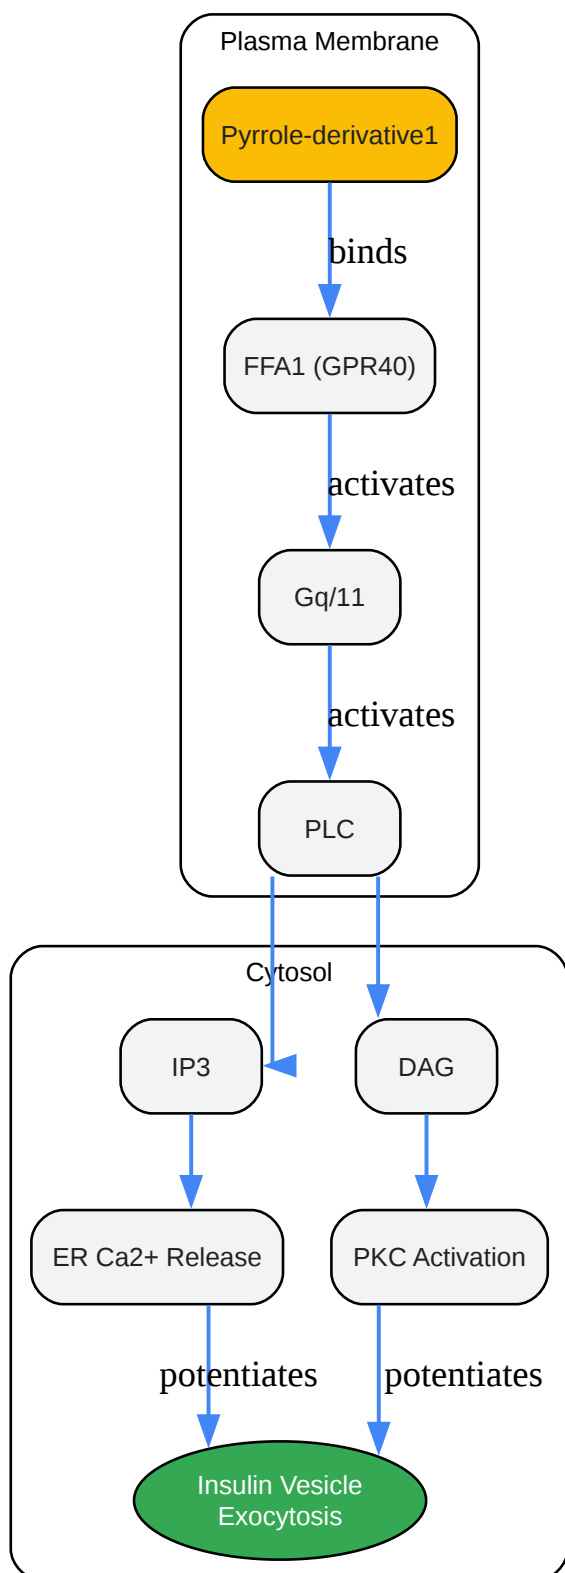 Plasma Membrane
Pyrrole-derivative1
binds
FFA1 (GPR40)
activates
Gq/11
activates
PLC
Cytosol
IP3
DAG
ER Ca2+ Release
PKC Activation
potentiates
potentiates
Insulin Vesicle
Exocytosis